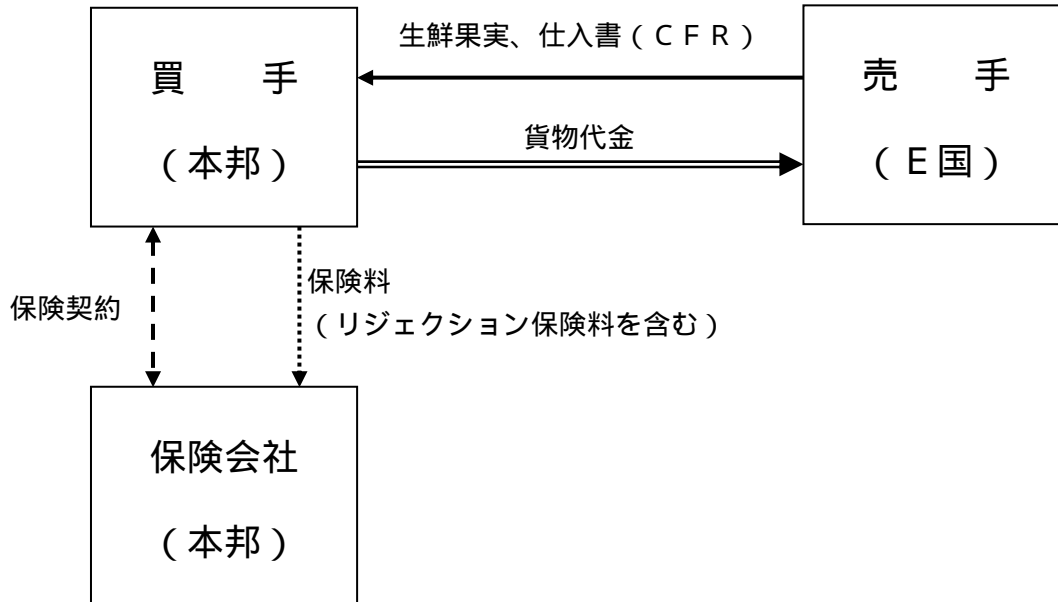 生鮮果実、仕入書(CFR)
買　　手
(本邦)
売　　手
(E国)
貨物代金
保険契約
保険料
(リジェクション保険料を含む)
保険会社
(本邦)